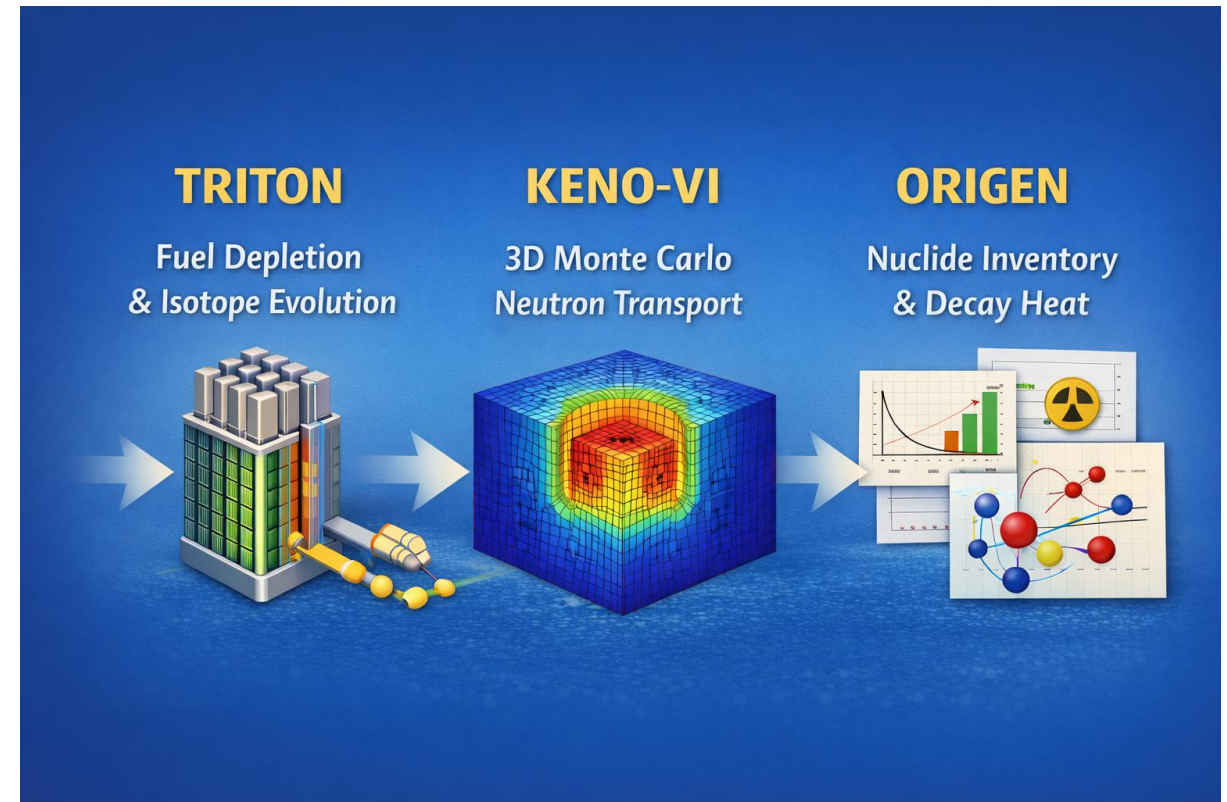 TRITON
Fuel Depletion
& Isotope Evolution
KENO-VI
3D Monte Carlo
Neutron Transport
ORIGEN
Nuclide Inventory
& Decay Heat